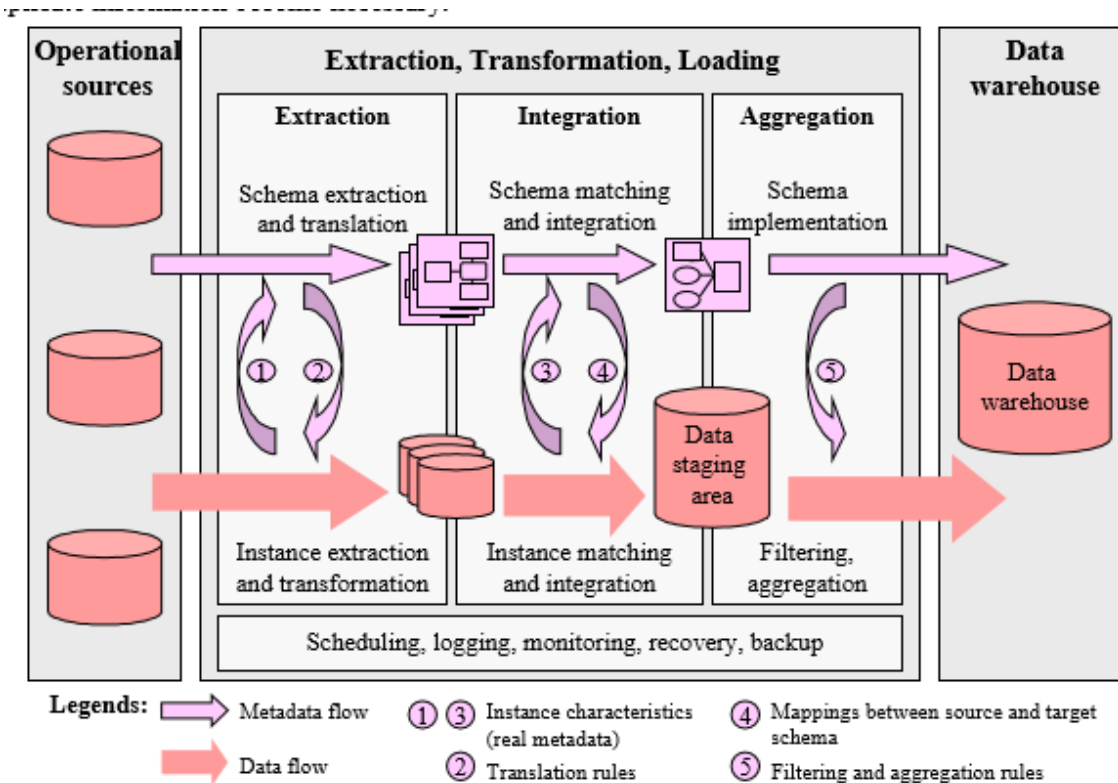 Operational
sources
Extraction, Transformation, Loading
Data
warehouse
Extraction
Integration
Aggregation
Schema extraction
and translation
Schema matching
and integration
Schema
implementation
1
2
3
4
5
Data
warehouse
Data
staging
area
Instance extraction
and transformation
Instance matching
and integration
Filtering,
aggregation
Scheduling, logging, monitoring, recovery, backup
Legends:
Metadata flow
1 3 Instance characteristics
(real metadata)
4 Mappings between source and target
schema
Data flow
2 Translation rules
5 Filtering and aggregation rules